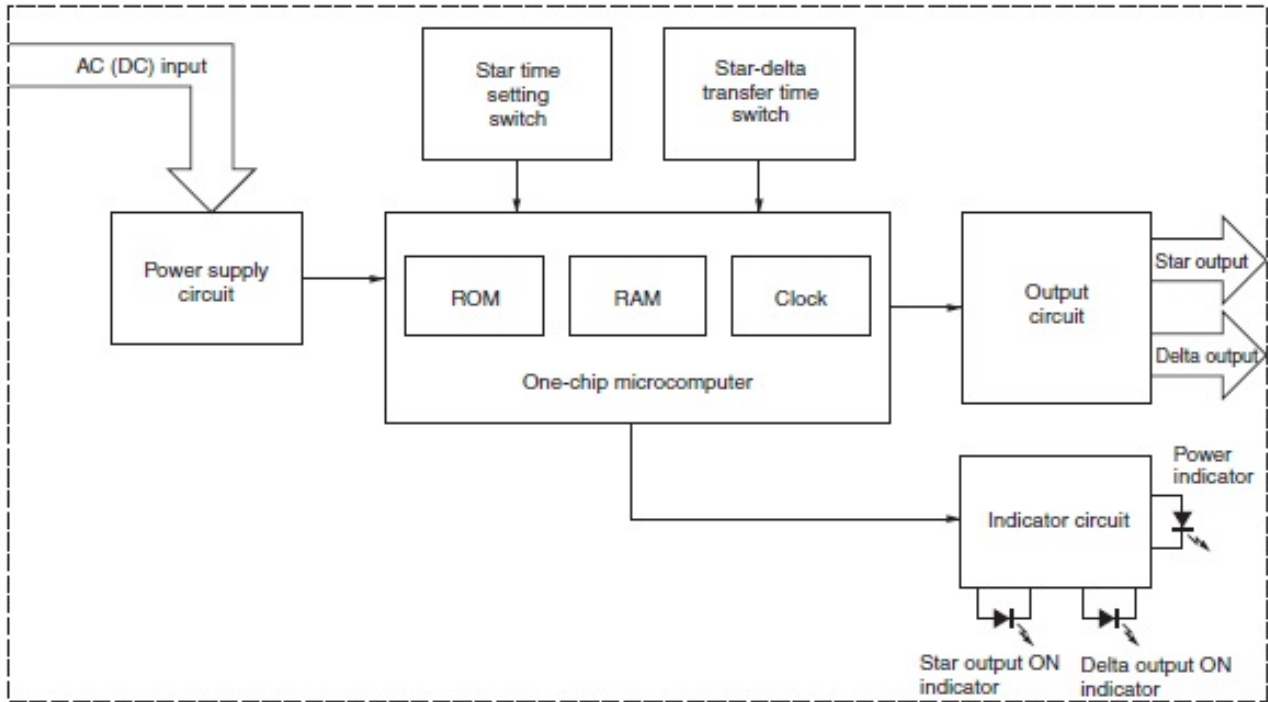 AC (DC) input
Star time
setting
switch
Star-delta
transfer time
switch
Power supply
circuit
ROM
RAM
Clock
One-chip microcomputer
Output
circuit
Star output
Delta output
Power
indicator
Indicator circuit
Star output ON
indicator
Delta output ON
indicator